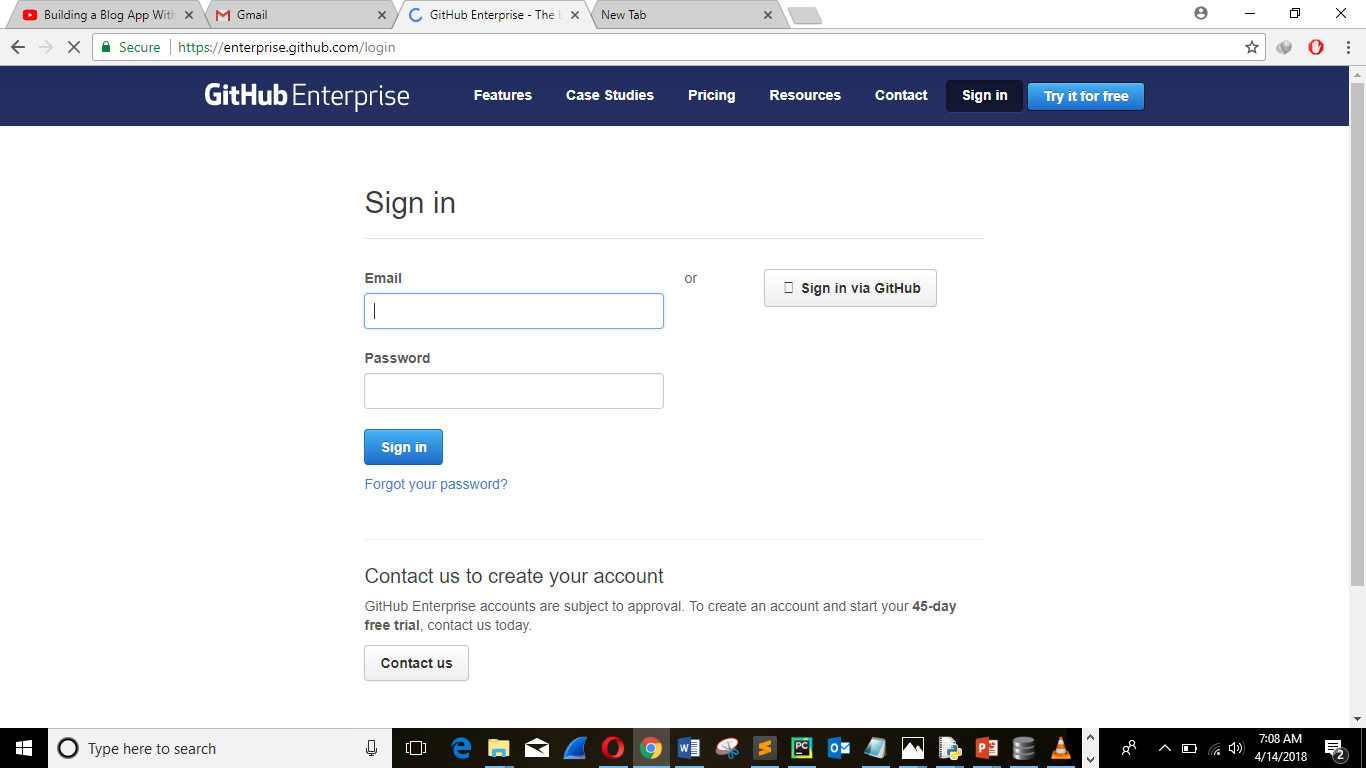 Building a Blog App With
Gmail
GitHub Enterprise - The b
New Tab
Secure
https://enterprise.github.com/login
GitHub Enterprise
Features
Case Studies
Pricing
Resources
Contact
Sign in
Try it for free
Sign in
Email
or
Sign in via GitHub
Password
Sign in
Forgot your password?
Contact us to create your account
GitHub Enterprise accounts are subject to approval. To create an account and start your 45-day
free trial, contact us today.
Contact us
Type here to search
7:08 AM
4/14/2018
2